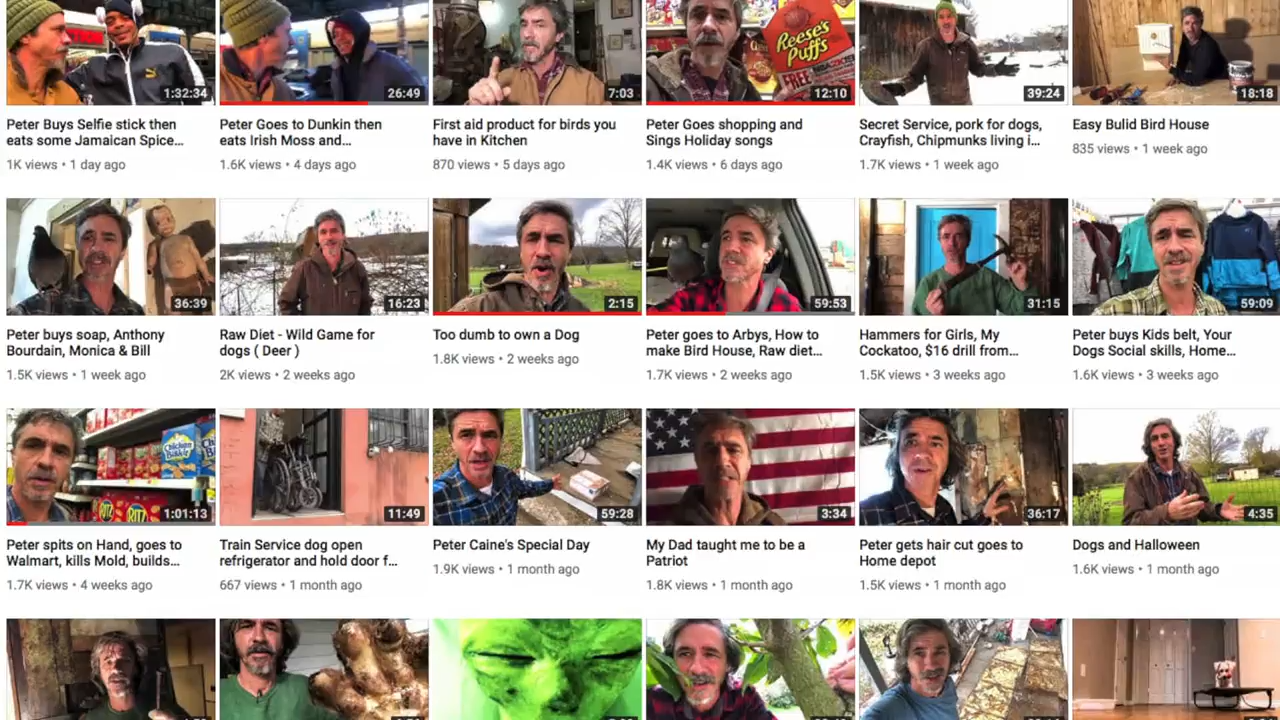 Reese's
Puffs
FREE
1:32:34
26:49
7:03
12:10
39:24
18:18
Peter Buys Selfie stick then
eats some Jamaican Spice...
1K views • 1 day ago
Peter Goes to Dunkin then
eats Irish Moss and...
1.6K views • 4 days ago
First aid product for birds you
have in Kitchen
870 views • 5 days ago
Peter Goes shopping and
Sings Holiday songs
1.4K views • 6 days ago
Secret Service, pork for dogs,
Crayfish, Chipmunks living i...
1.7K views • 1 week ago
Easy Bulid Bird House
835 views • 1 week ago
36:39
16:23
2:15
59:53
31:15
59:09
Peter buys soap, Anthony
Bourdain, Monica & Bill
1.5K views • 1 week ago
Raw Diet - Wild Game for
dogs ( Deer )
2K views • 2 weeks ago
Too dumb to own a Dog
1.8K views • 2 weeks ago
Peter goes to Arbys, How to
make Bird House, Raw diet...
1.7K views • 2 weeks ago
Hammers for Girls, My
Cockatoo, $16 drill from...
1.5K views • 3 weeks ago
Peter buys Kids belt, Your
Dogs Social skills, Home...
1.6K views • 3 weeks ago
Chicken
RITZ
1:01:13
11:49
59:28
3:34
36:17
4:35
Peter spits on Hand, goes to
Walmart, kills Mold, builds...
1.7K views • 4 weeks ago
Train Service dog open
refrigerator and hold door f...
667 views • 1 month ago
Peter Caine's Special Day
1.9K views • 1 month ago
My Dad taught me to be a
Patriot
1.8K views • 1 month ago
Peter gets hair cut goes to
Home depot
1.5K views • 1 month ago
Dogs and Halloween
1.6K views • 1 month ago